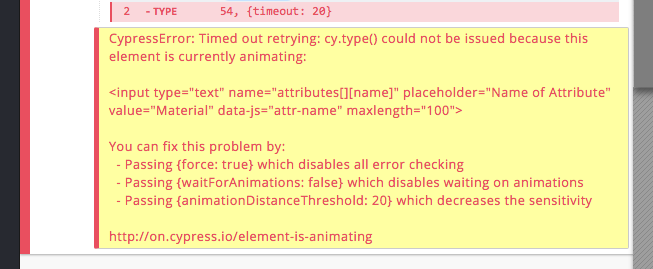 2 -TYPE 54, {timeout: 20}
CypressError: Timed out retrying: cy.type() could not be issued because this
element is currently animating:
<input type="text" name="attributes[][name]" placeholder="Name of Attribute"
value="Material" data-js="attr-name" maxlength="100">
You can fix this problem by:
- Passing {force: true} which disables all error checking
- Passing {waitForAnimations: false} which disables waiting on animations
- Passing {animationDistanceThreshold: 20} which decreases the sensitivity
http://on.cypress.io/element-is-animating